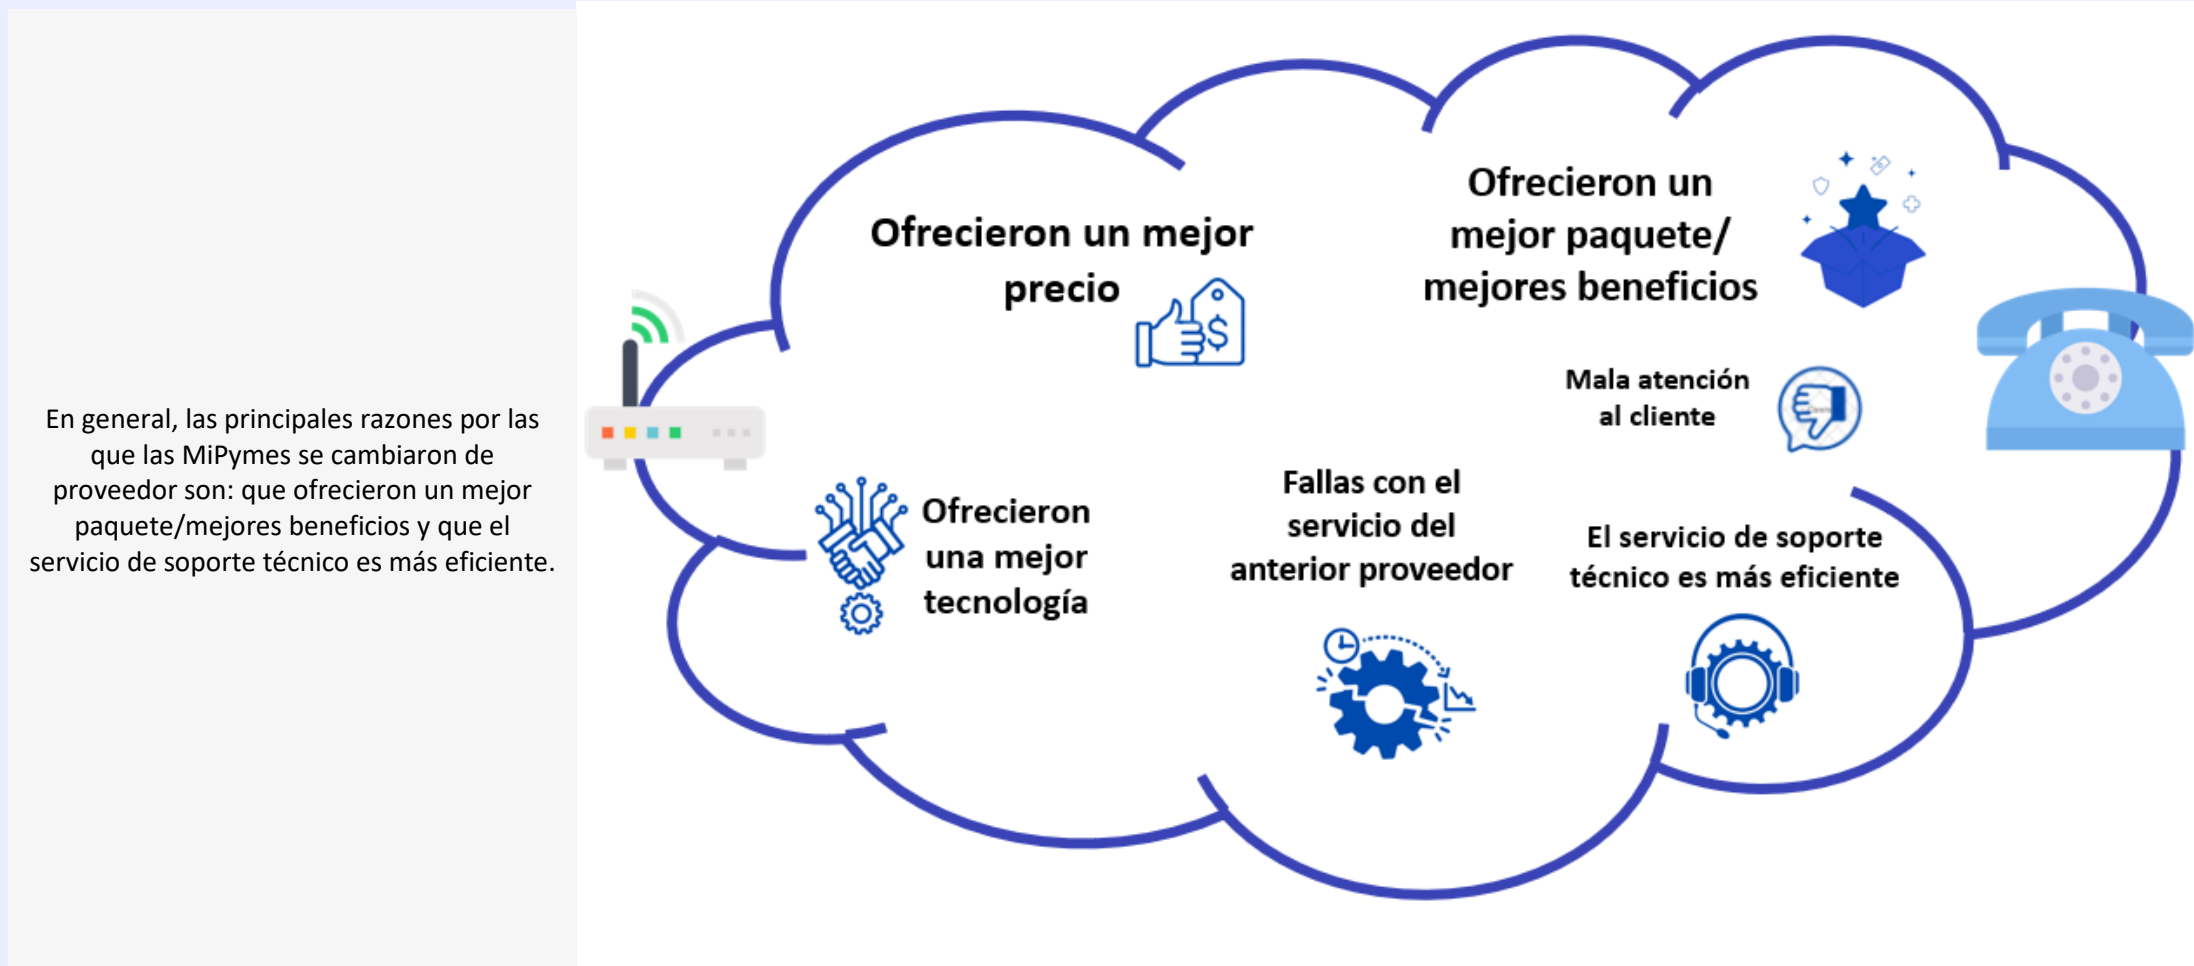 En general, las principales razones por las
que las MiPymes se cambiaron de
proveedor son: que ofrecieron un mejor
paquete/mejores beneficios y que el
servicio de soporte técnico es más eficiente.
Ofrecieron un mejor
precio
$
Ofrecieron un
mejor paquete/
mejores beneficios
Mala atención
al cliente
Ofrecieron
una mejor
tecnología
Fallas con el
servicio del
anterior proveedor
El servicio de soporte
técnico es más eficiente